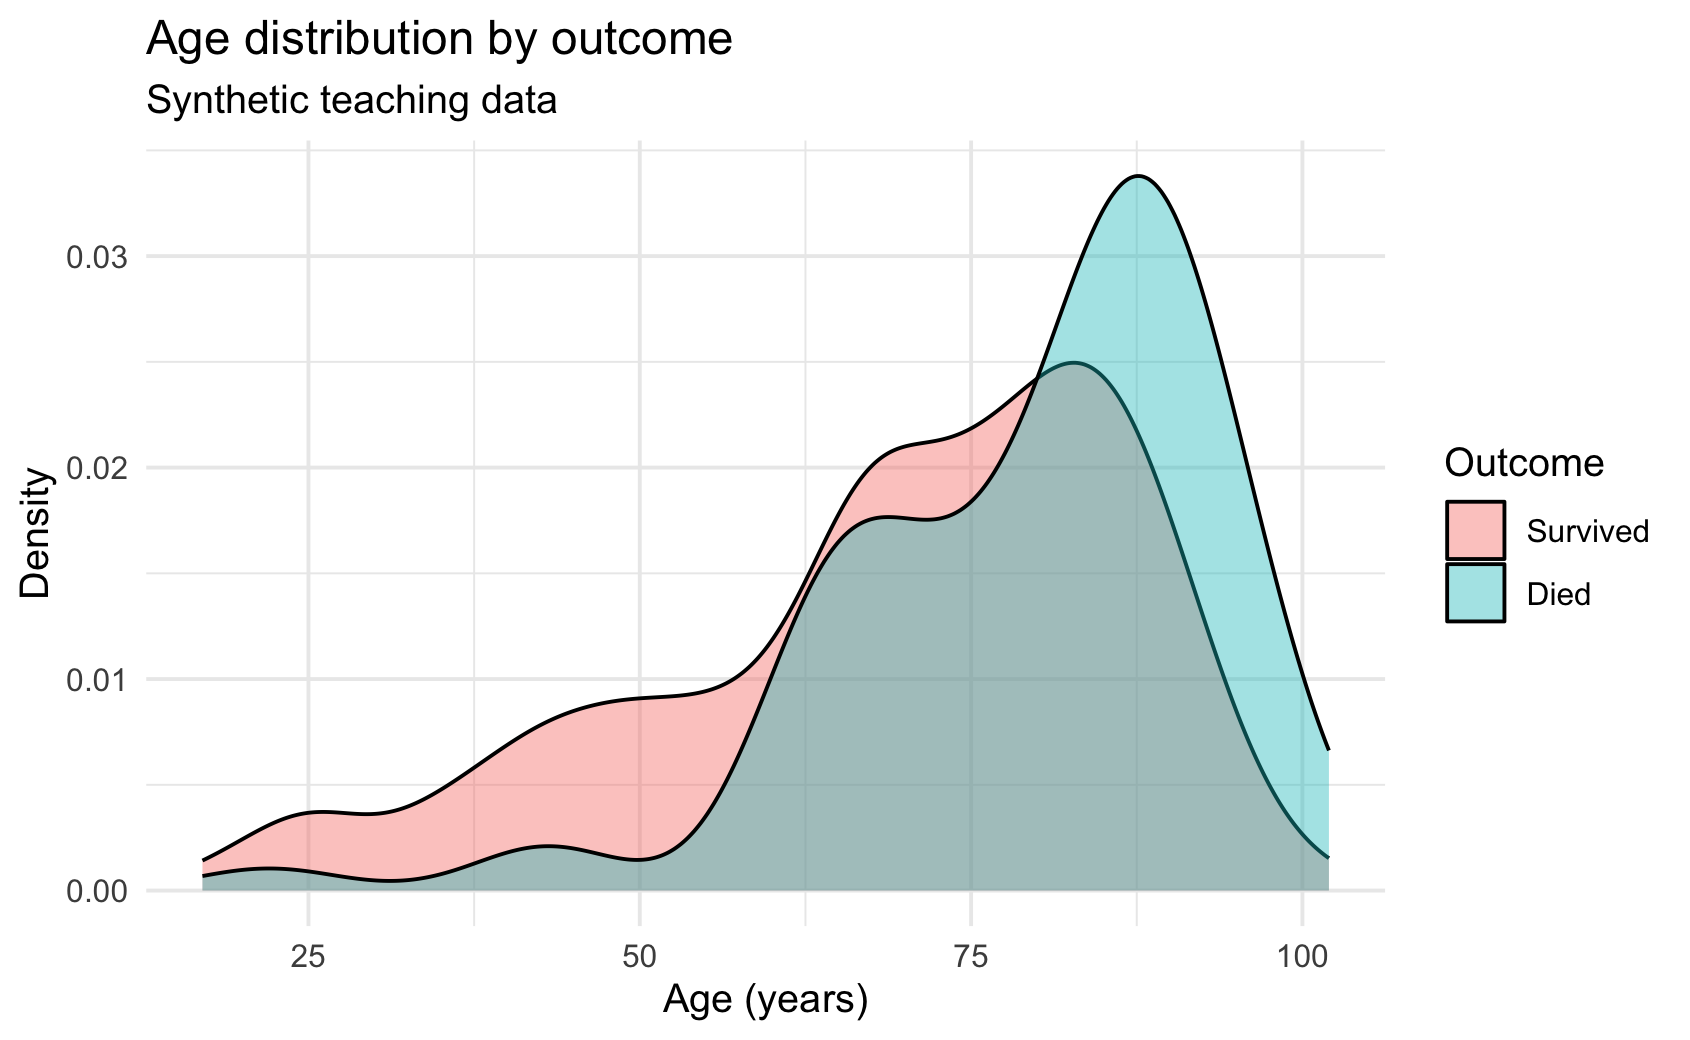 Age distribution by outcome
Synthetic teaching data
Density
0.03
0.02
0.01
0.00
25 50 75 100
Age (years)
Outcome
Survived
Died